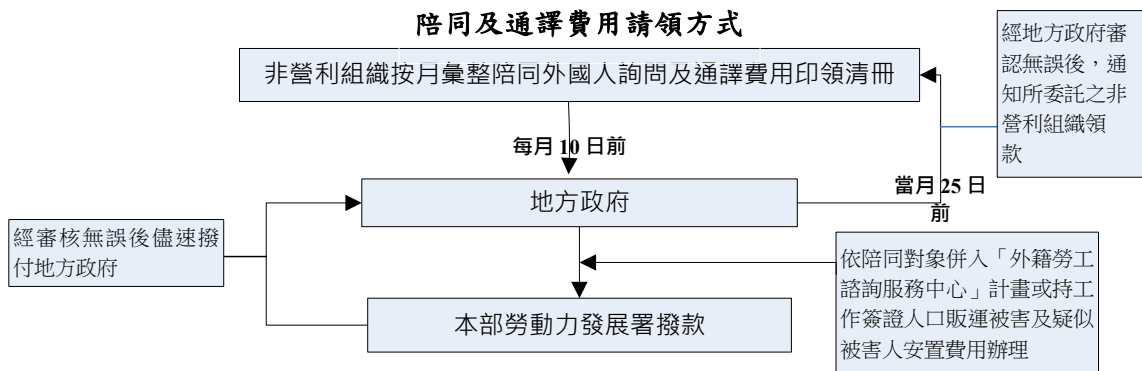 陪同及通譯費用請領方式
非營利組織按月彙整陪同外國人詢問及通譯費用印領清冊
經地方政府審
認無誤後，通
知所委託之非
營利組織領
款
每月 10 日前
地方政府
當月 25 日
前
經審核無誤後儘速撥
付地方政府
依陪同對象併入「外籍勞工
諮詢服務中心」計畫或持工
作簽證人口販運被害及疑似
被害人安置費用辦理
本部勞動力發展署撥款